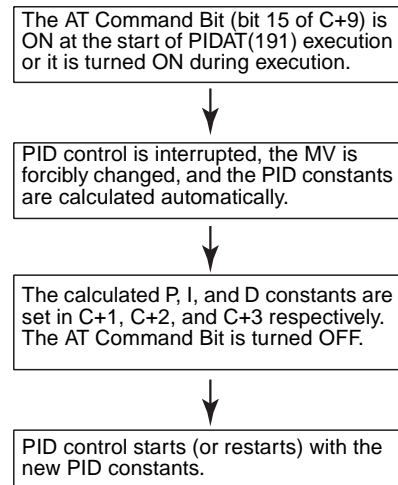 The AT Command Bit (bit 15 of C+9) is
ON at the start of PIDAT(191) execution
or it is turned ON during execution.
PID control is interrupted, the MV is
forcibly changed, and the PID constants
are calculated automatically.
The calculated P, I, and D constants are
set in C+1, C+2, and C+3 respectively.
The AT Command Bit is turned OFF.
PID control starts (or restarts) with the
new PID constants.